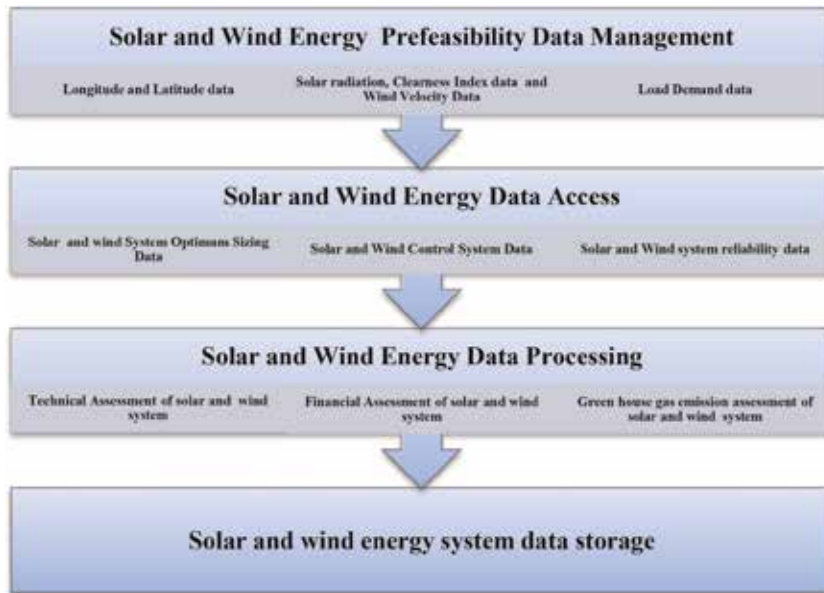 Solar and Wind Energy Prefeasibility Data Management
Longitude and Latitude data
Solar radiation, Clearness Index data and
Wind Velocity Data
Load Demand data
Solar and Wind Energy Data Access
Solar and wind System Optimum Sizing
Data
Solar and Wind Control System Data
Solar and Wind system reliability data
Solar and Wind Energy Data Processing
Technical Assessment of solar and wind
system
Financial Assessment of solar and wind
system
Green house gas emission assessment of
solar and wind system
Solar and wind energy system data storage